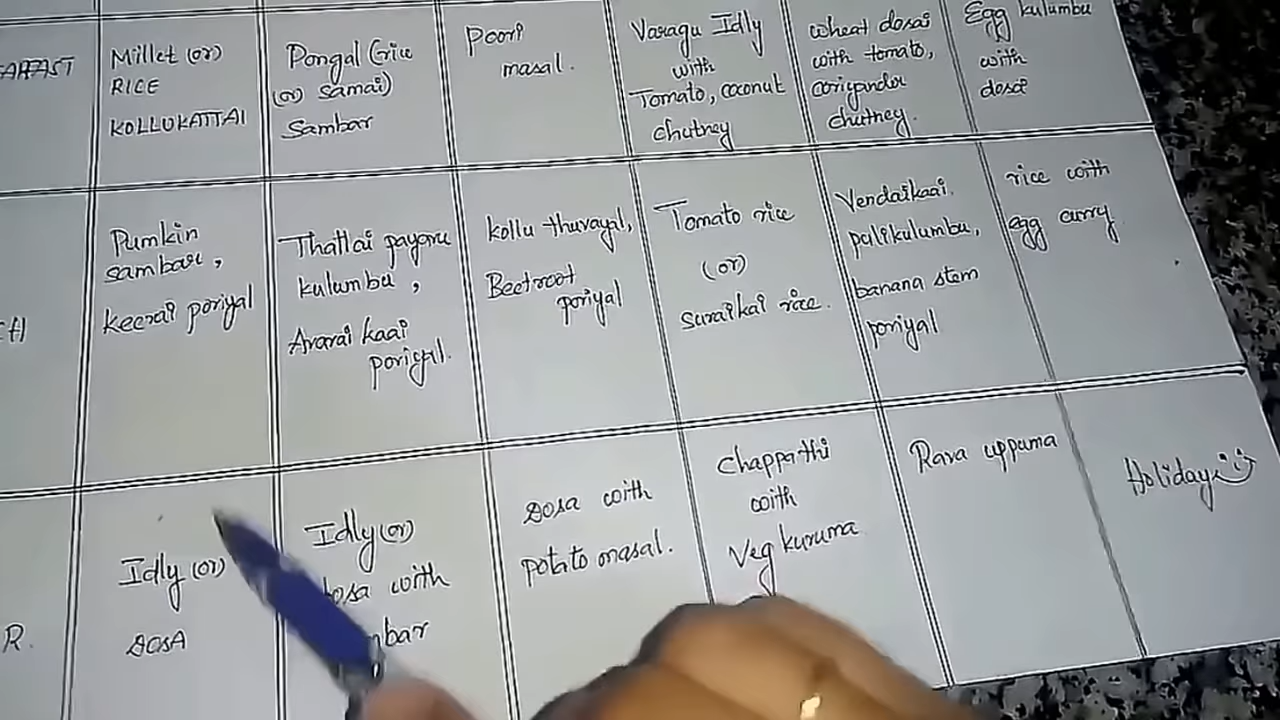 Millet (or)
RICE
KOLLUKATTAI
Pongal (rice
(or) Samai)
Sambar
Poori
masal.
Varagu Idly
with
Tomato, coconut
chutney
Wheat dosai
with tomato,
coriyander
chutney.
Egg kulumbu
with
dosai
Pumkin
sambar,
keerai poriyal
Thattai payaru
kulambu,
Avarai kaai
poriyal.
kollu thuvayal,
Beetroot
poriyal
Tomato rice
(or)
Suraikai rice.
Vendaikaai
pulikulumbu,
banana stem
poriyal
rice with
egg curry
R.
Idly (or)
DOSA
Idly (or)
with
Dosa with
potato masal.
Chappathi
with
Veg kuruma
Rava uppuma
Holiday